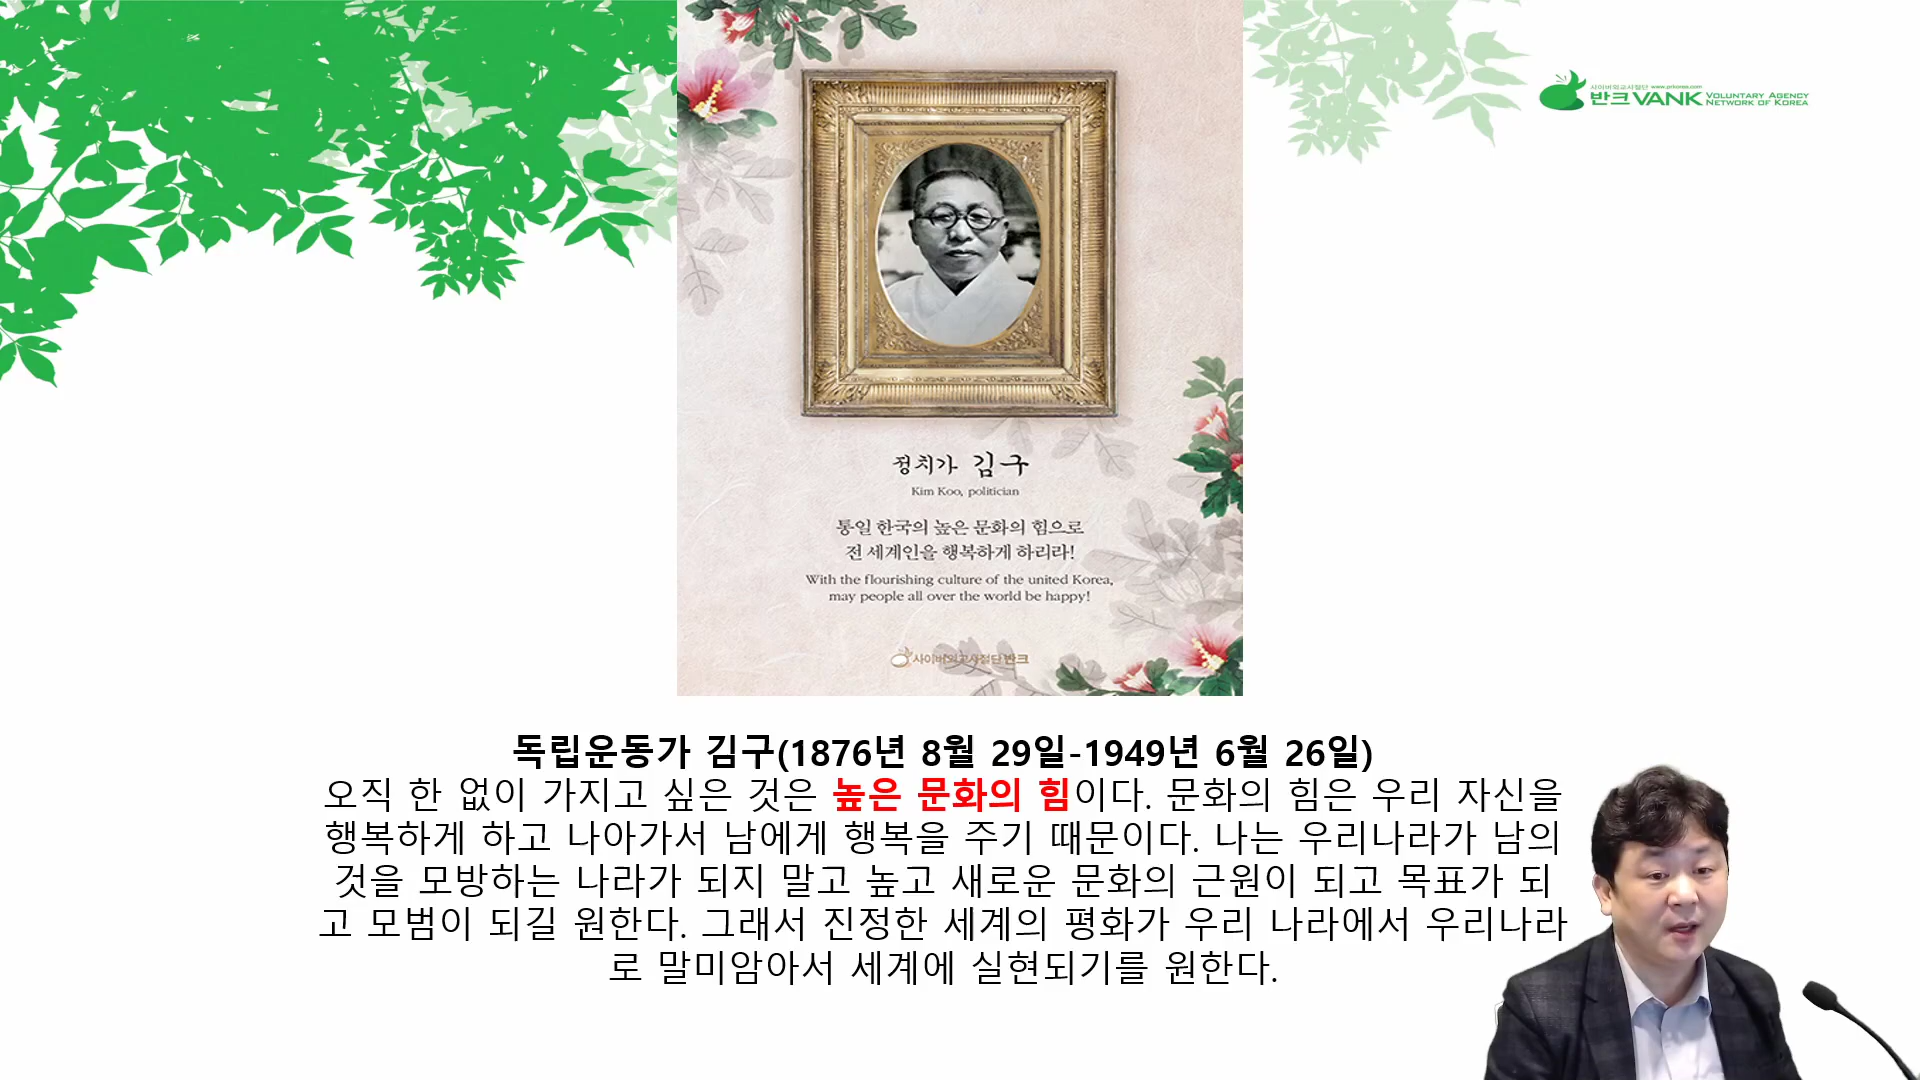 사이버외교사절단 www.prkorea.com
반크 VANK VOLUNTARY AGENCY
NETWORK OF KOREA
정치가 김구
Kim Koo, politician
통일 한국의 높은 문화의 힘으로
전 세계인을 행복하게 하리라!
With the flourishing culture of the united Korea,
may people all over the world be happy!
사이버외교사절단 반크
독립운동가 김구(1876년 8월 29일-1949년 6월 26일)
오직 한 없이 가지고 싶은 것은 높은 문화의 힘이다. 문화의 힘은 우리 자신을
행복하게 하고 나아가서 남에게 행복을 주기 때문이다. 나는 우리나라가 남의
것을 모방하는 나라가 되지 말고 높고 새로운 문화의 근원이 되고 목표가 되
고 모범이 되길 원한다. 그래서 진정한 세계의 평화가 우리 나라에서 우리나라
로 말미암아서 세계에 실현되기를 원한다.